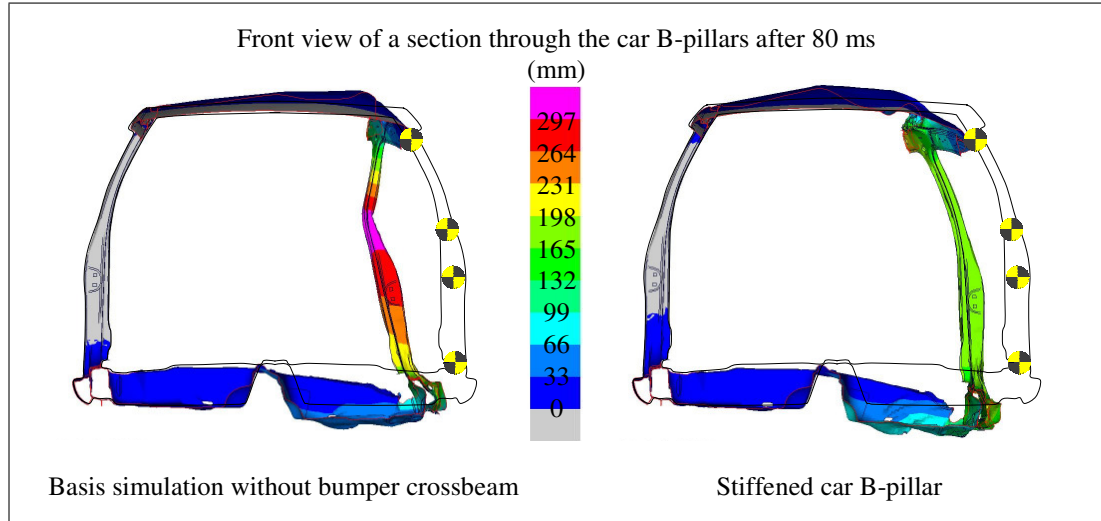 Front view of a section through the car B-pillars after 80 ms
(mm)
297
264
231
198
165
132
99
66
33
0
Basis simulation without bumper crossbeam
Stiffened car B-pillar